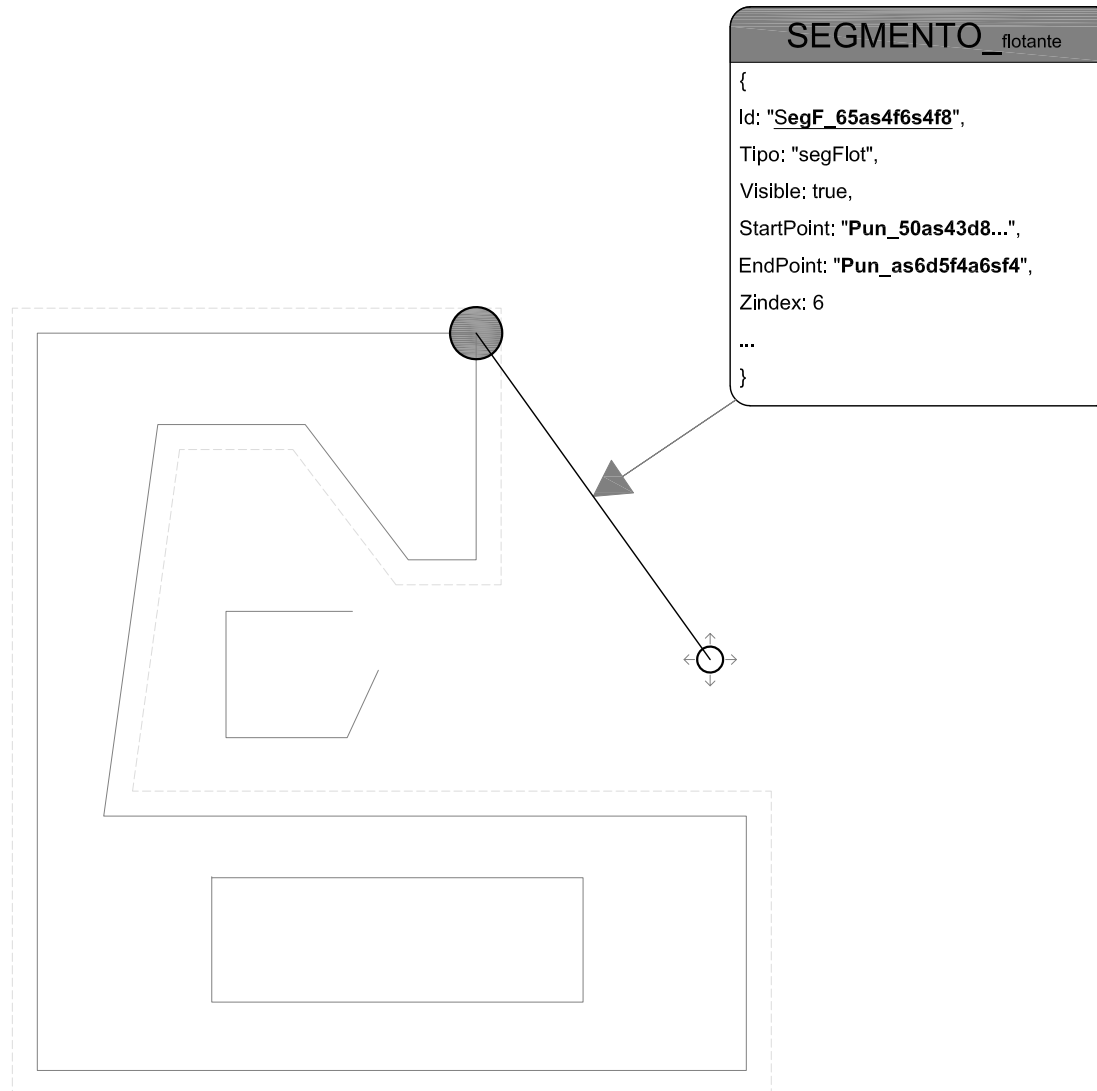 SEGMENTO_flotante
{
Id: "SegF_65as4f6s4f8",
Tipo: "segFlot",
Visible: true,
StartPoint: "Pun_50as43d8...",
EndPoint: "Pun_as6d5f4a6sf4",
Zindex: 6
...
}